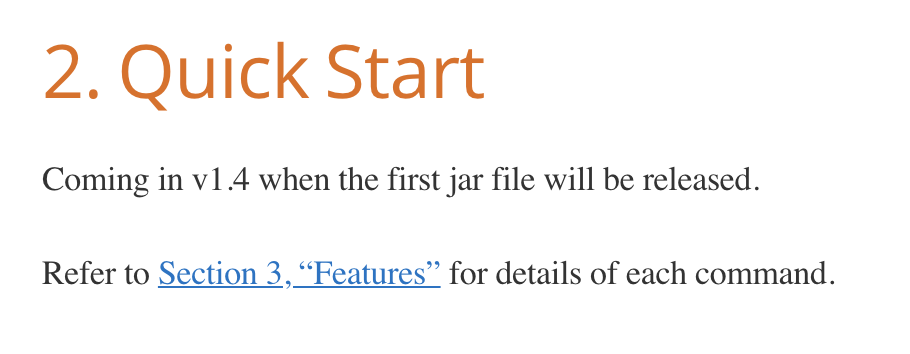 2. Quick Start
Coming in v1.4 when the first jar file will be released.
Refer to Section 3, “Features” for details of each command.